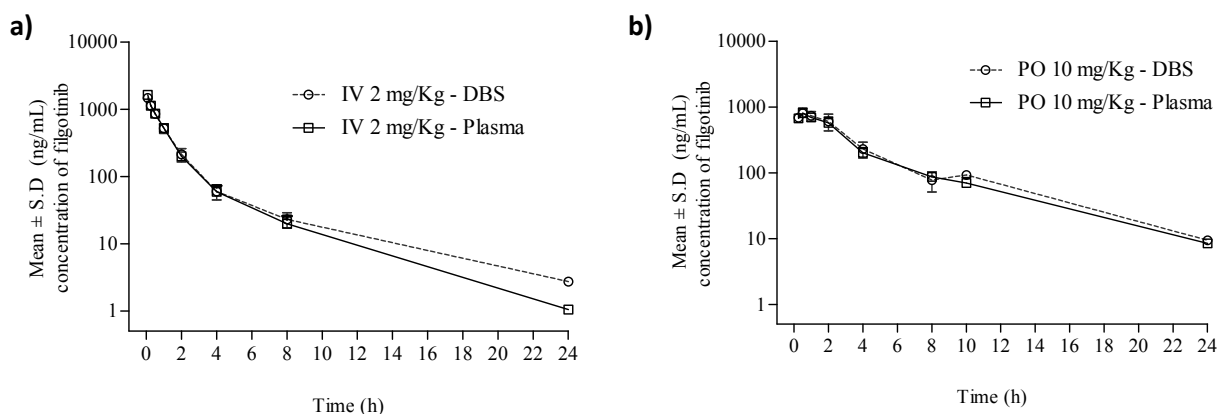 a)
10000
1000
100
10
1
Mean ± S.D (ng/mL)
concentration of filgotinib
IV 2 mg/Kg - DBS
IV 2 mg/Kg - Plasma
0 2 4 6 8 10 12 14 16 18 20 22 24
Time (h)
b)
10000
1000
100
10
1
Mean ± S.D (ng/mL)
concentration of filgotinib
PO 10 mg/Kg - DBS
PO 10 mg/Kg - Plasma
0 2 4 6 8 10 12 14 16 18 20 22 24
Time (h)